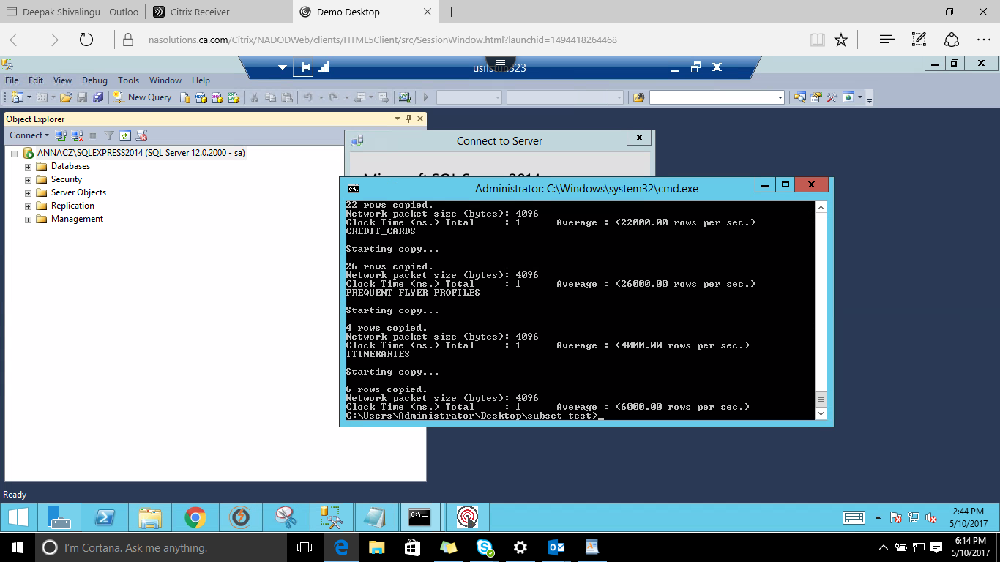 Deepak Shivalingu - Outloo
Citrix Receiver
Demo Desktop
nasolutions.ca.com/Citrix/NADODWeb/clients/HTML5Client/src/SessionWindow.html?launchid=1494418264468
File Edit View Debug Tools Window Help
New Query
Object Explorer
Connect
ANNACZ\SQLEXPRESS2014 (SQL Server 12.0.2000 - sa)
Databases
Security
Server Objects
Replication
Management
Connect to Server
Administrator: C:\Windows\system32\cmd.exe
22 rows copied.
Network packet size (bytes): 4096
Clock Time (ms.) Total     : 1      Average : (22000.00 rows per sec.)
CREDIT_CARDS
Starting copy...
26 rows copied.
Network packet size (bytes): 4096
Clock Time (ms.) Total     : 1      Average : (26000.00 rows per sec.)
FREQUENT_FLYER_PROFILES
Starting copy...
4 rows copied.
Network packet size (bytes): 4096
Clock Time (ms.) Total     : 1      Average : (4000.00 rows per sec.)
ITINERARIES
Starting copy...
6 rows copied.
Network packet size (bytes): 4096
Clock Time (ms.) Total     : 1      Average : (6000.00 rows per sec.)
C:\Users\Administrator\Desktop\subset_test>_
Ready
2:44 PM
5/10/2017
I'm Cortana. Ask me anything.
6:14 PM
5/10/2017